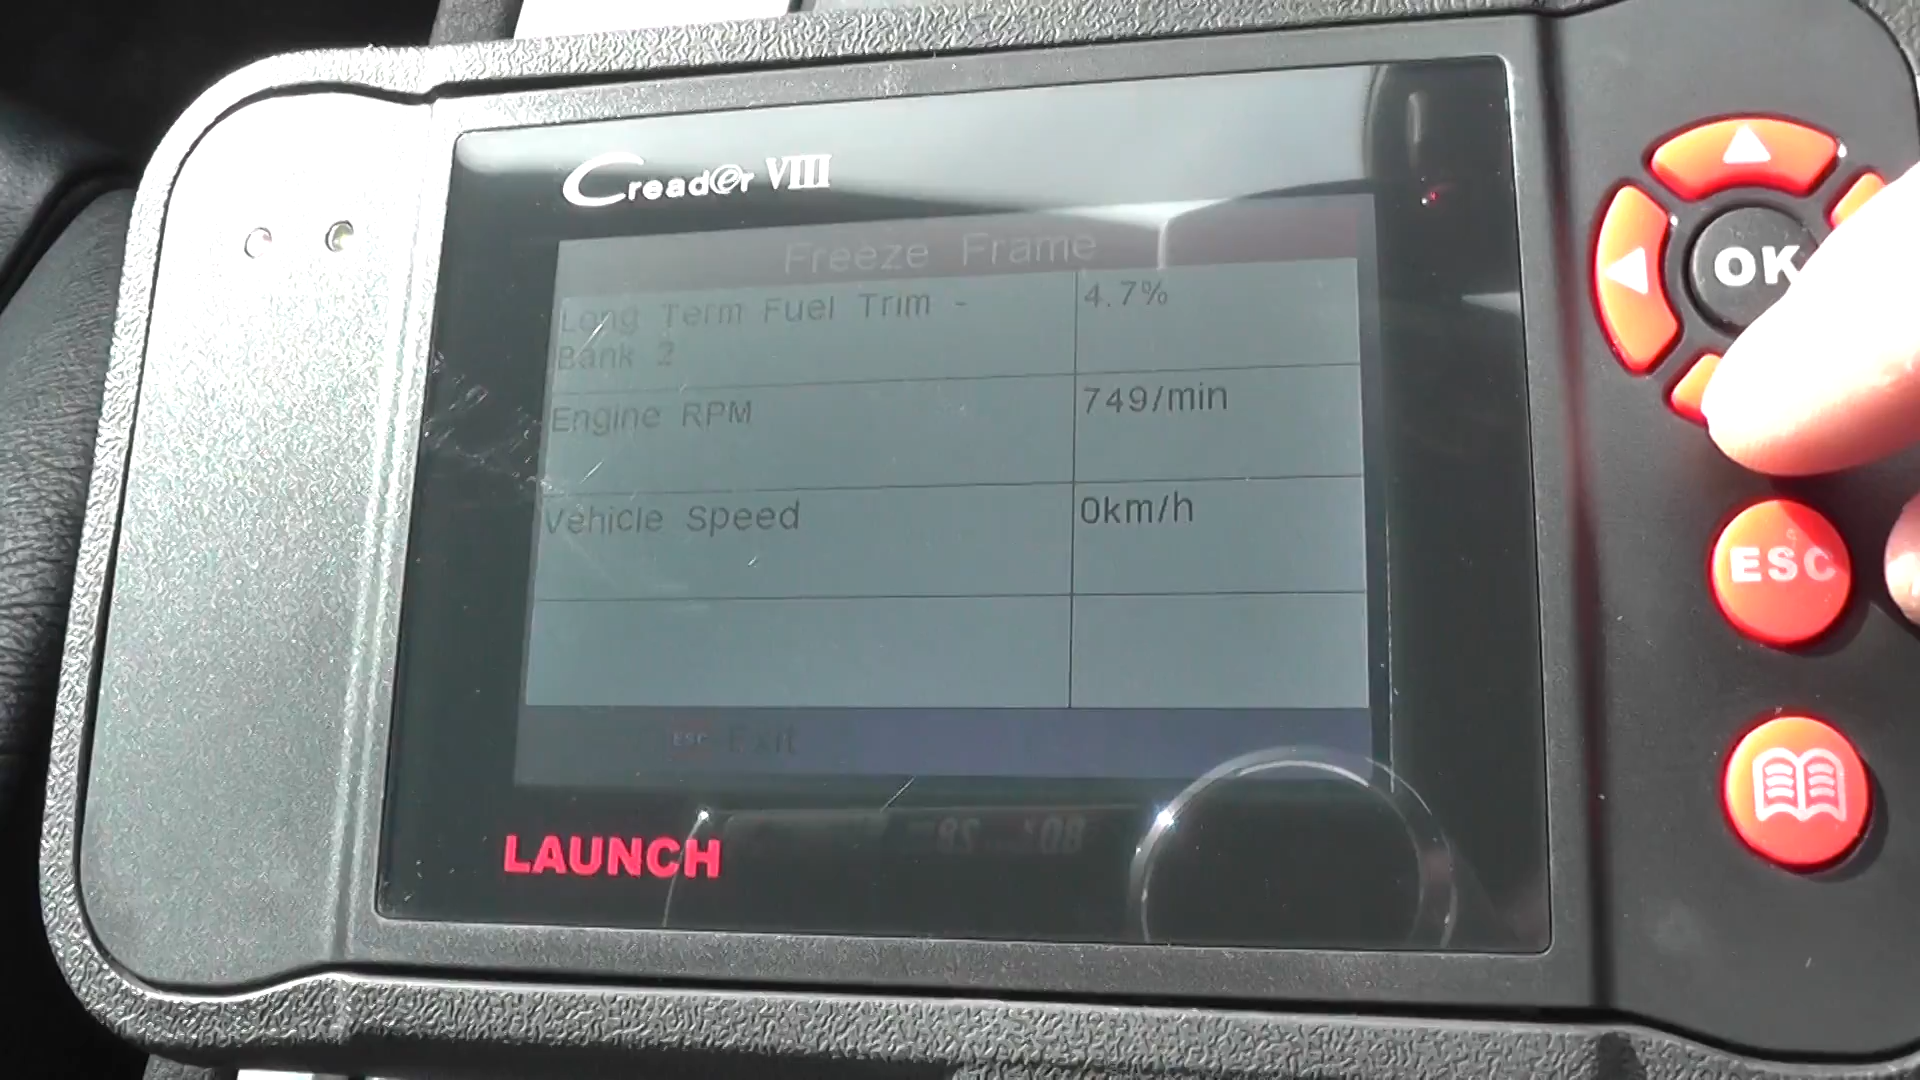 Creader VIII
Freeze Frame
Long Term Fuel Trim -
Bank 2
4.7%
Engine RPM
749/min
Vehicle Speed
0km/h
ESC Exit
LAUNCH
OK
ESC